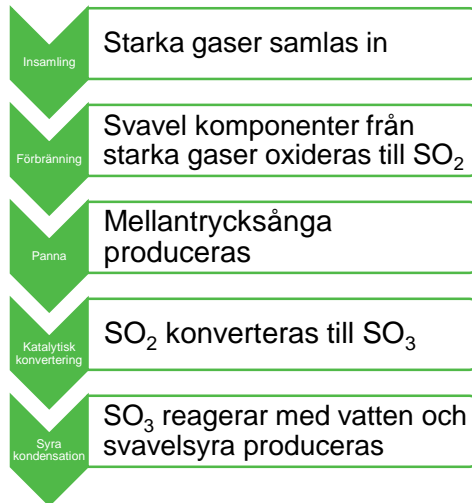 Insamling
Starka gaser samlas in
Förbränning
Svavel komponenter från
starka gaser oxideras till SO₂
Panna
Mellantrycksånga
produceras
Katalytisk
konvertering
SO₂ konverteras till SO₃
Syra
kondensation
SO₃ reagerar med vatten och
svavelsyra produceras